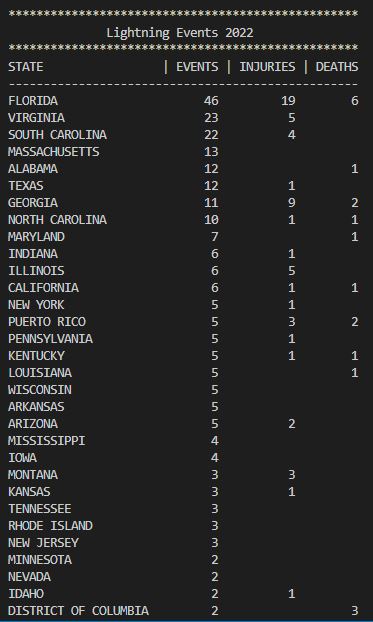 **************************************************
Lightning Events 2022
**************************************************
STATE | EVENTS | INJURIES | DEATHS
--------------------------------------------------
FLORIDA 46 19 6
VIRGINIA 23 5
SOUTH CAROLINA 22 4
MASSACHUSETTS 13
ALABAMA 12 1
TEXAS 12 1
GEORGIA 11 9 2
NORTH CAROLINA 10 1 1
MARYLAND 7 1
INDIANA 6 1
ILLINOIS 6 5
CALIFORNIA 6 1 1
NEW YORK 5 1
PUERTO RICO 5 3 2
PENNSYLVANIA 5 1
KENTUCKY 5 1 1
LOUISIANA 5 1
WISCONSIN 5
ARKANSAS 5
ARIZONA 5 2
MISSISSIPPI 4
IOWA 4
MONTANA 3 3
KANSAS 3 1
TENNESSEE 3
RHODE ISLAND 3
NEW JERSEY 3
MINNESOTA 2
NEVADA 2
IDAHO 2 1
DISTRICT OF COLUMBIA 2 3